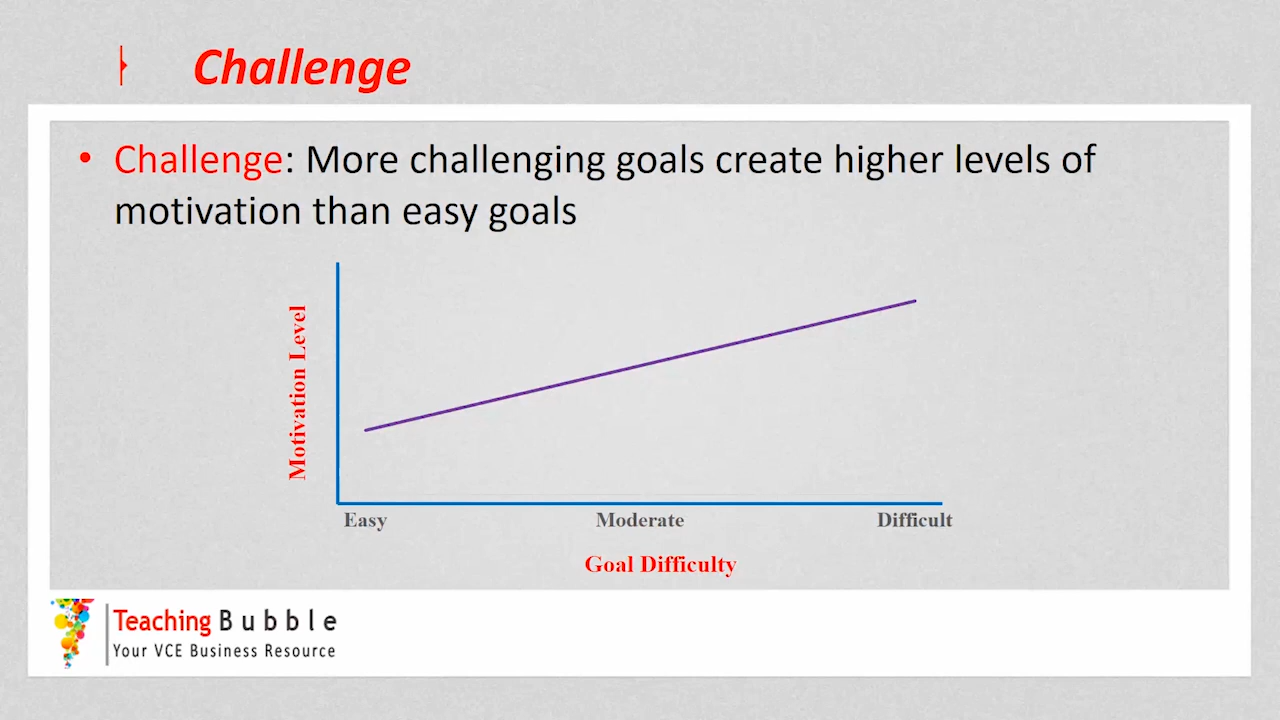 Challenge
• Challenge: More challenging goals create higher levels of
motivation than easy goals
Motivation Level
Easy Moderate Difficult
Goal Difficulty
Teaching Bubble
Your VCE Business Resource